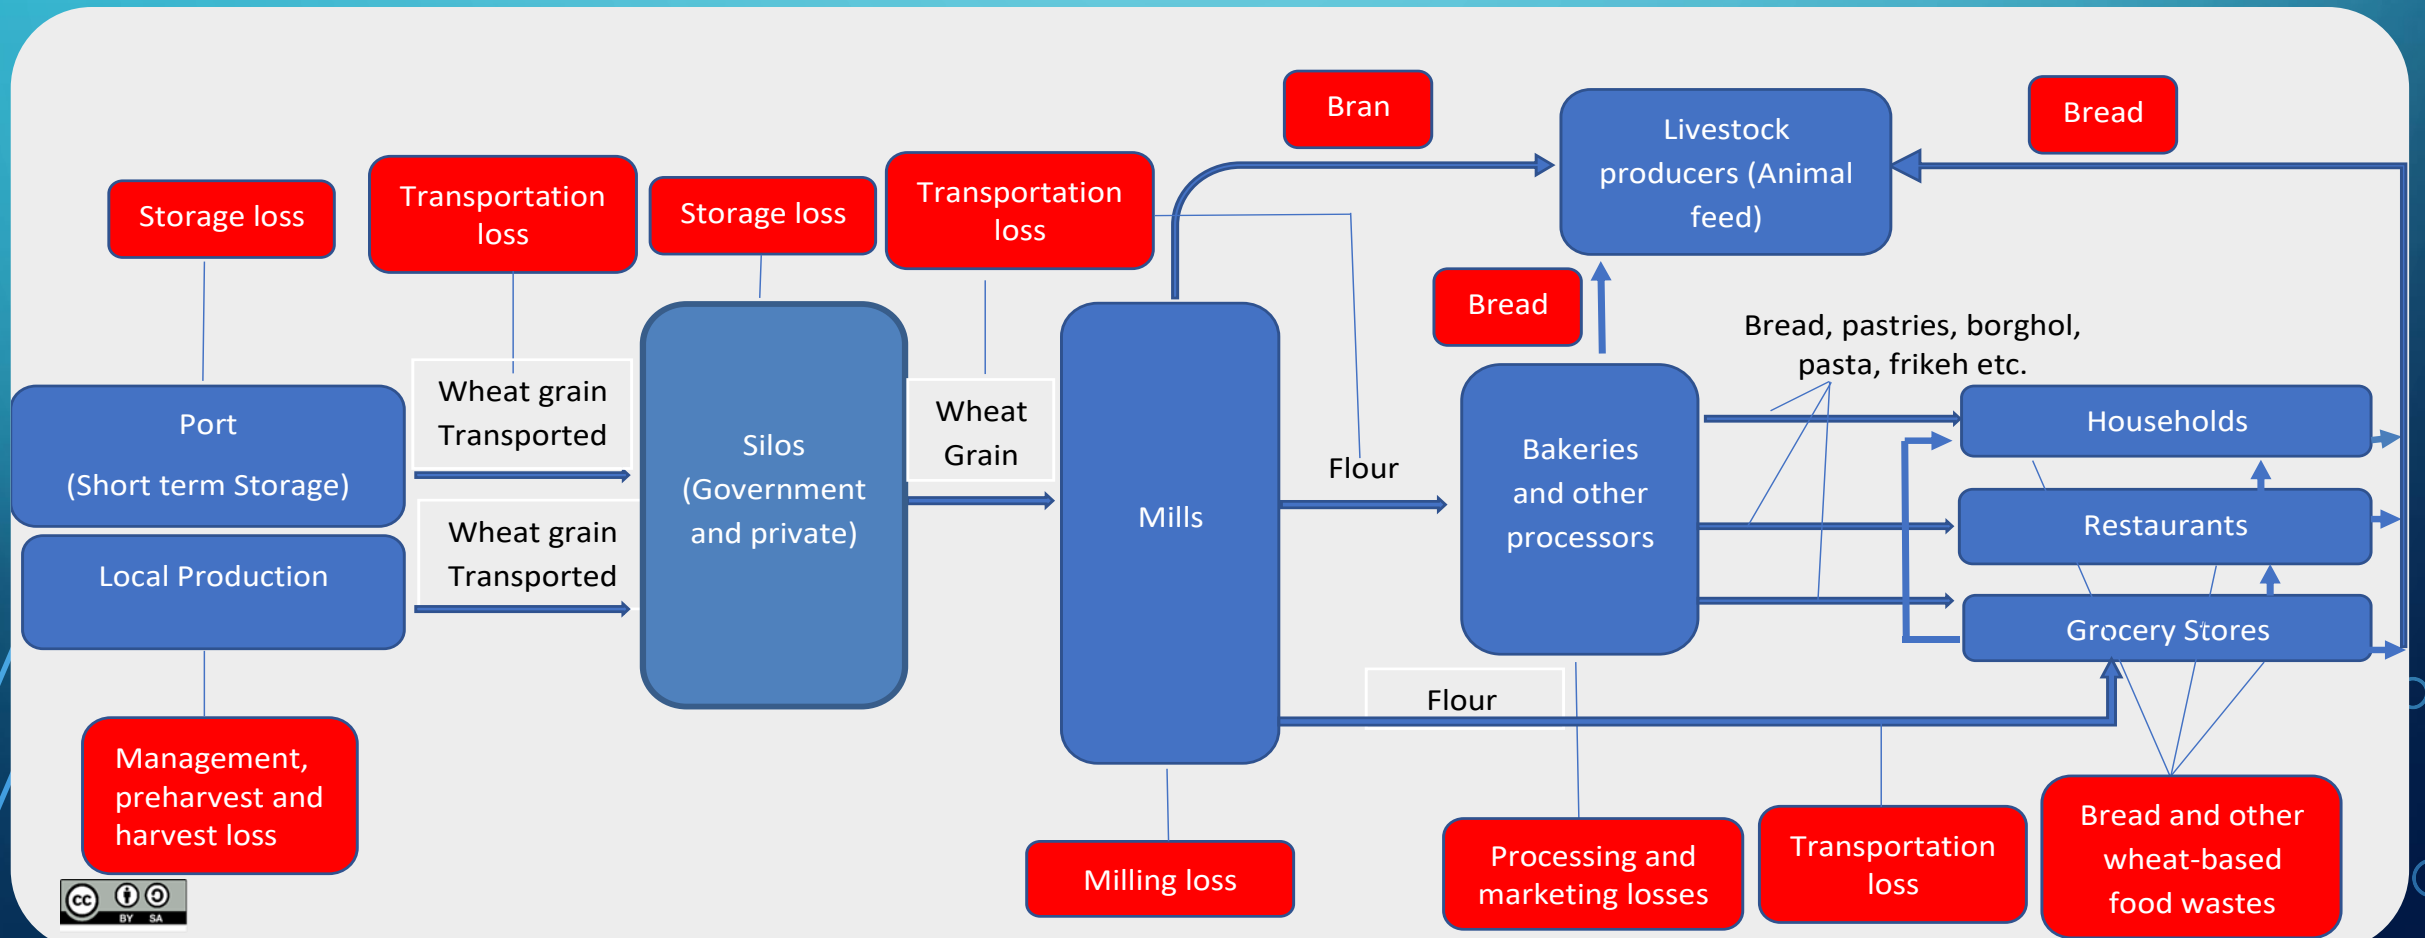 Bran
Livestock
producers (Animal
feed)
Bread
Storage loss
Transportation
loss
Storage loss
Transportation
loss
Bread
Bread, pastries, borghol,
pasta, frikeh etc.
Port
(Short term Storage)
Wheat grain
Transported
Silos
(Government
and private)
Wheat
Grain
Mills
Flour
Bakeries
and other
processors
Households
Restaurants
Grocery Stores
Local Production
Wheat grain
Transported
Flour
Management,
preharvest and
harvest loss
Milling loss
Processing and
marketing losses
Transportation
loss
Bread and other
wheat-based
food wastes
cc
BY SA